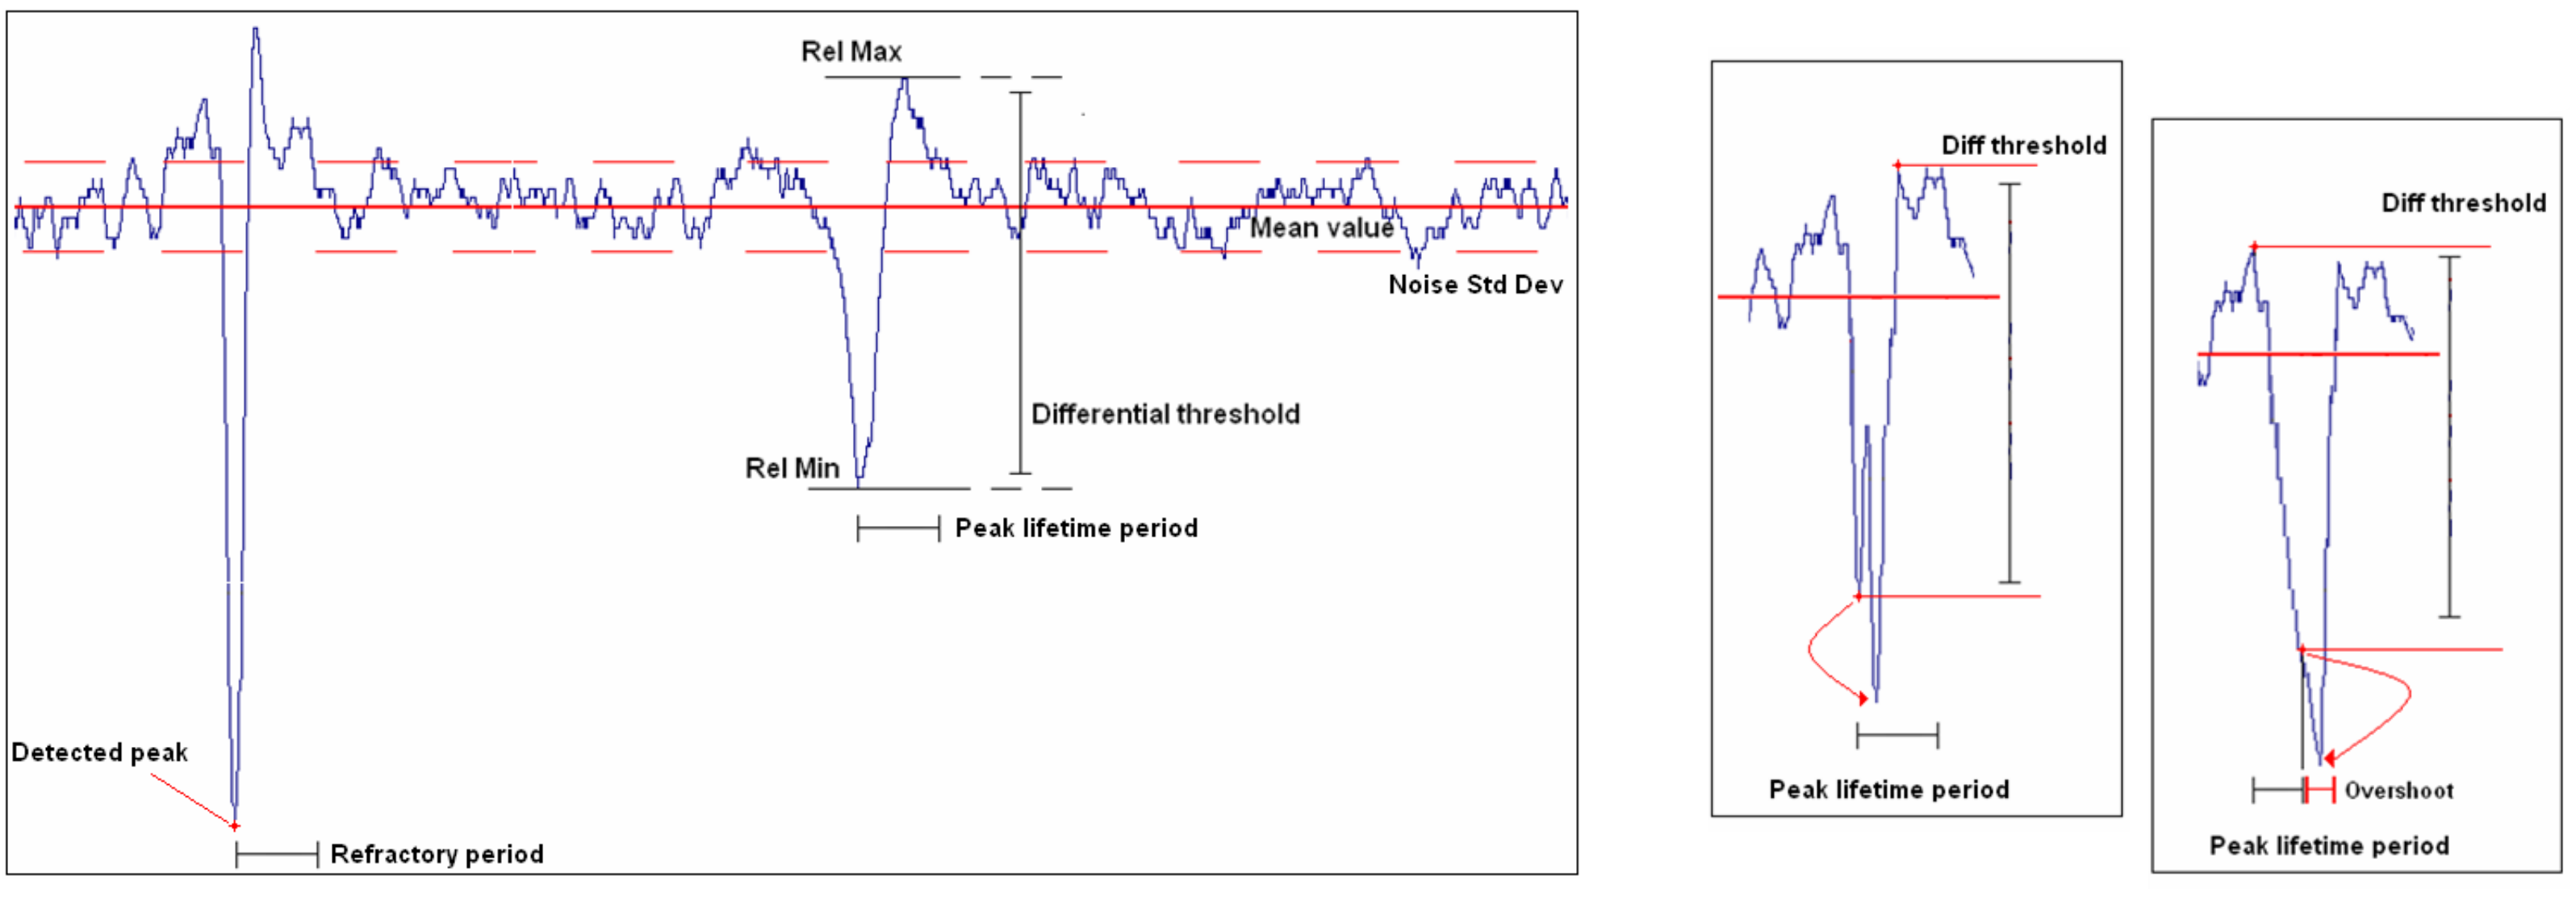 Rel Max
Mean value
Noise Std Dev
Differential threshold
Rel Min
Peak lifetime period
Detected peak
Refractory period
Diff threshold
Peak lifetime period
Diff threshold
Overshoot
Peak lifetime period